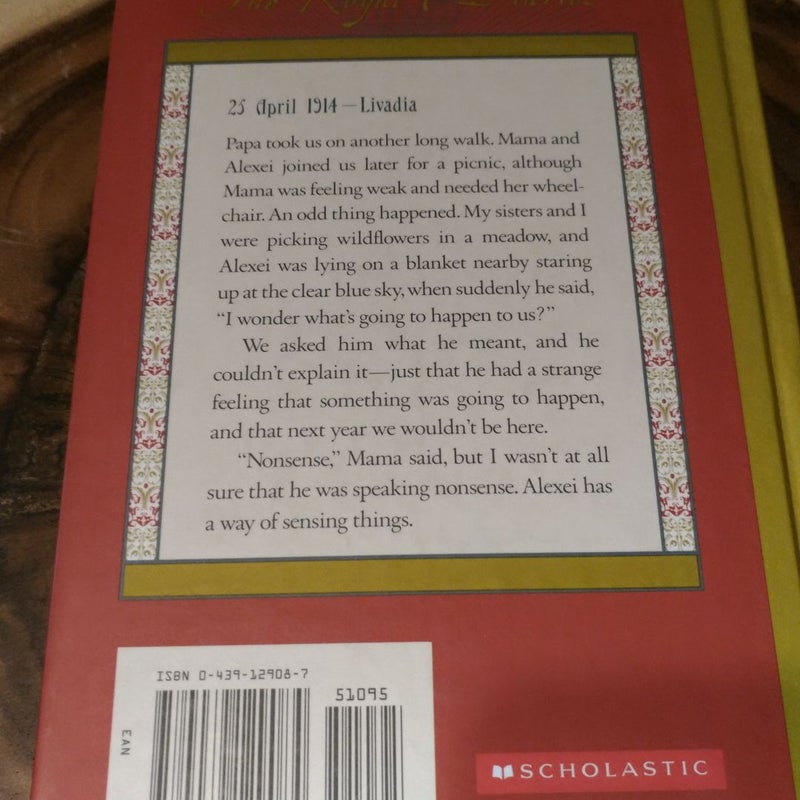 The Royal Diaries
25 April 1914—Livadia
Papa took us on another long walk. Mama and
Alexei joined us later for a picnic, although
Mama was feeling weak and needed her wheel-
chair. An odd thing happened. My sisters and I
were picking wildflowers in a meadow, and
Alexei was lying on a blanket nearby staring
up at the clear blue sky, when suddenly he said,
“I wonder what's going to happen to us?”
We asked him what he meant, and he
couldn't explain it—just that he had a strange
feeling that something was going to happen,
and that next year we wouldn't be here.
“Nonsense,” Mama said, but I wasn't at all
sure that he was speaking nonsense. Alexei has
a way of sensing things.
ISBN 0-439-12908-7
51095
EAN
SCHOLASTIC